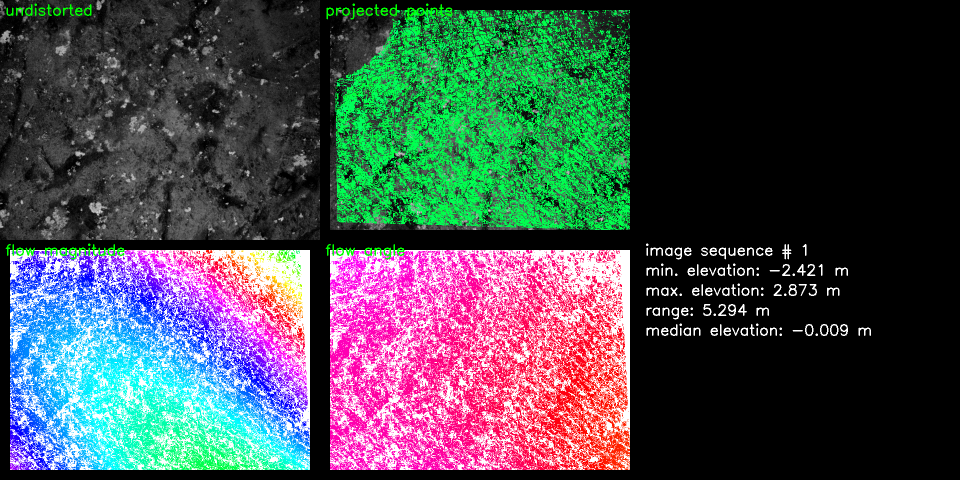 undistorted
projected points
flow magnitude
flow angle
image sequence # 1
min. elevation: −2.421 m
max. elevation: 2.873 m
range: 5.294 m
median elevation: −0.009 m